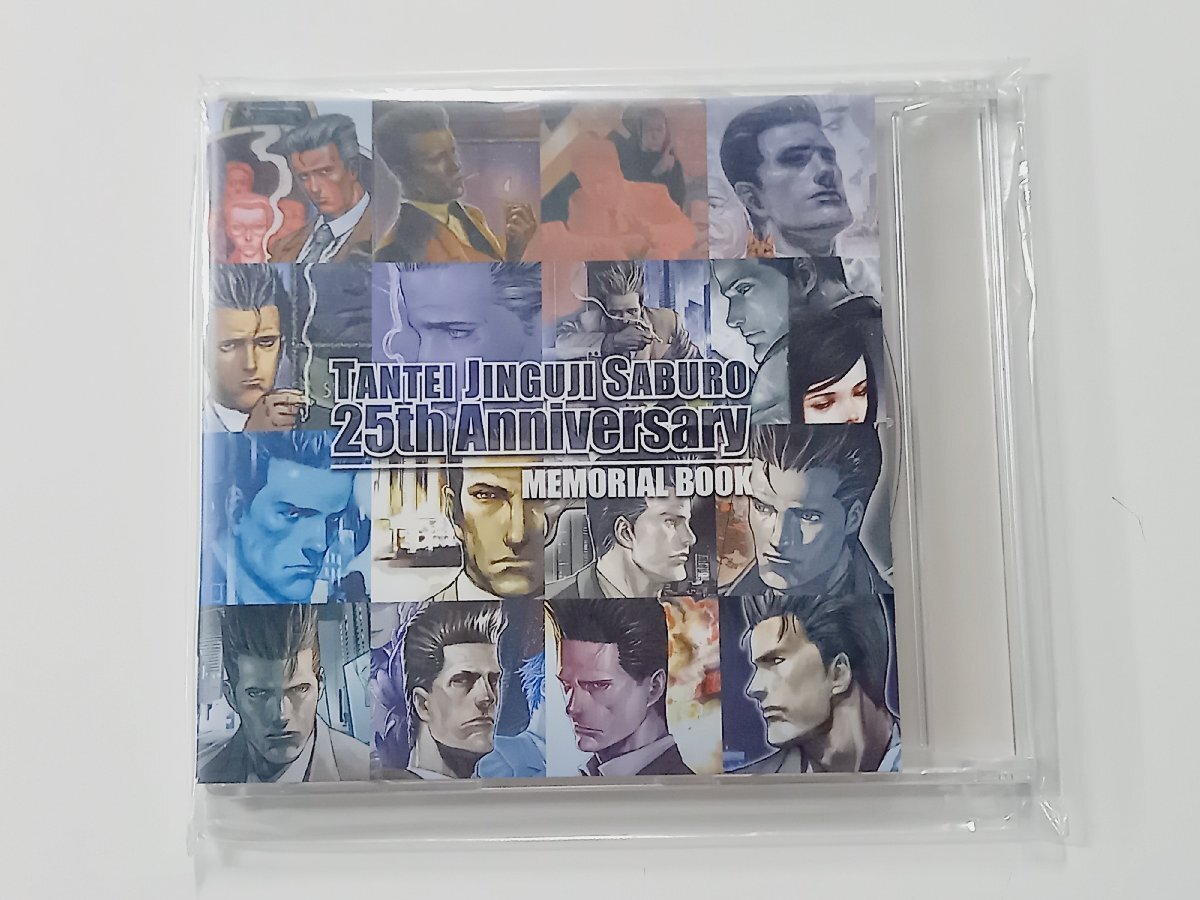 TANTEI JINGUJI SABURO
25th Anniversary
MEMORIAL BOOK